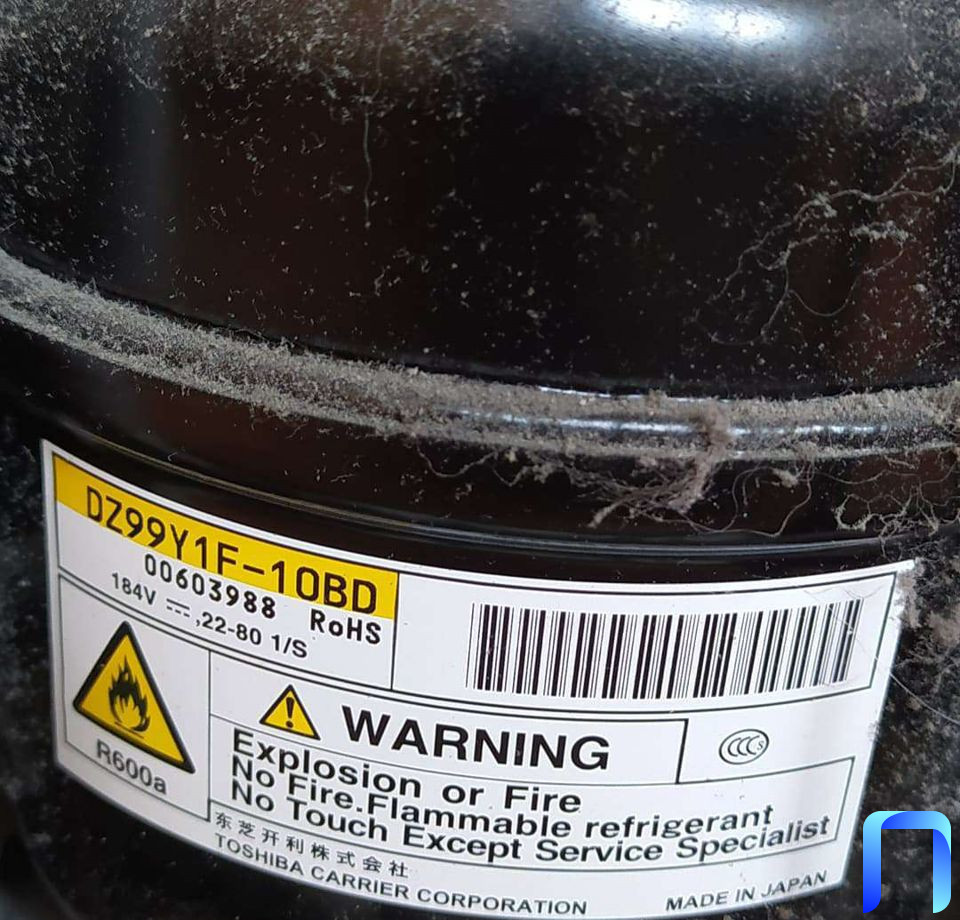 DZ99Y1F-10BD
00603988 RoHS
184V ⎓,22-80 1/S
R600a
WARNING
CCC S
Explosion or Fire
No Fire.Flammable refrigerant
No Touch Except Service Specialist
东芝开利株式会社
TOSHIBA CARRIER CORPORATION
MADE IN JAPAN